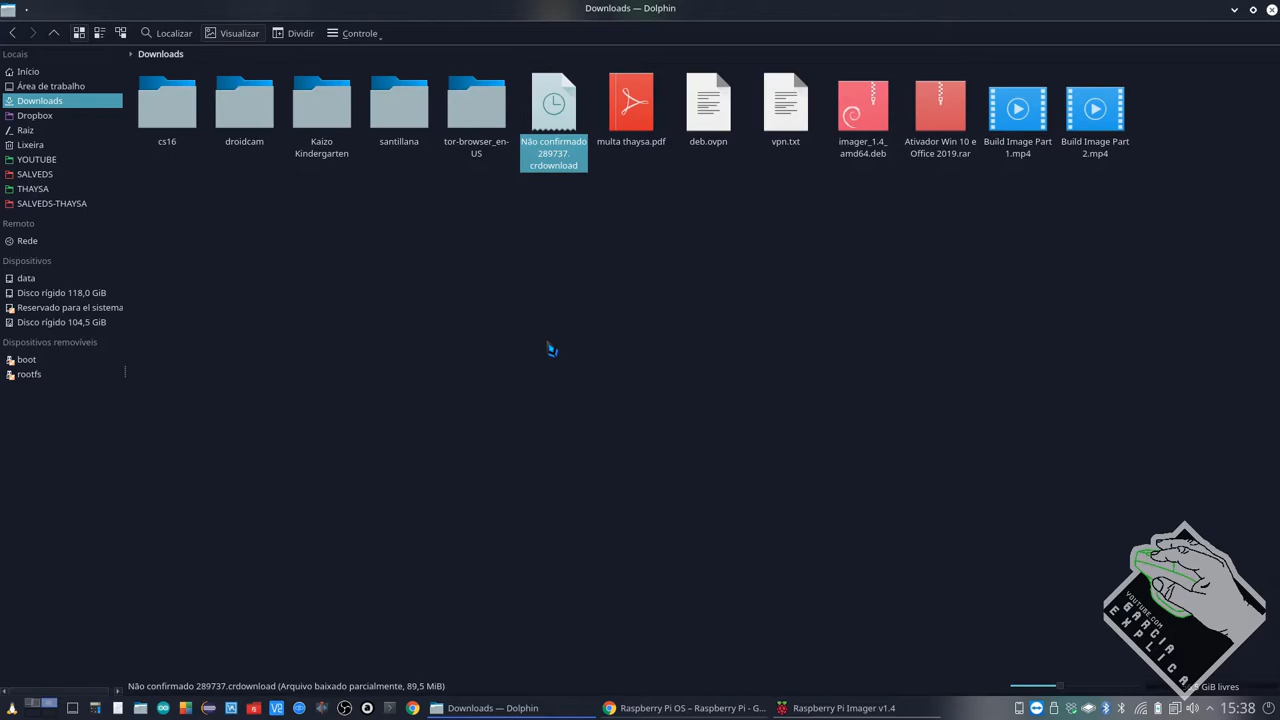 Downloads — Dolphin
Localizar
Visualizar
Dividir
Controle
Locais
Downloads
Início
Área de trabalho
Downloads
Dropbox
Raiz
Lixeira
YOUTUBE
SALVEDS
THAYSA
SALVEDS-THAYSA
Remoto
Rede
Dispositivos
data
Disco rígido 118,0 GiB
Reservado para el sistema
Disco rígido 104,5 GiB
Dispositivos removíveis
boot
rootfs
cs16
droidcam
Kaizo
Kindergarten
santillana
tor-browser_en-
US
Não confirmado
289737.
crdownload
multa thaysa.pdf
deb.ovpn
vpn.txt
imager_1.4_
amd64.deb
Ativador Win 10 e
Office 2019.rar
Build Image Part
1.mp4
Build Image Part
2.mp4
YOUTUBE.COM
GARCIA
EXPLICA
Não confirmado 289737.crdownload (Arquivo baixado parcialmente, 89,5 MiB)
GiB livres
Downloads — Dolphin
Raspberry Pi OS – Raspberry Pi - G...
Raspberry Pi Imager v1.4
15:38